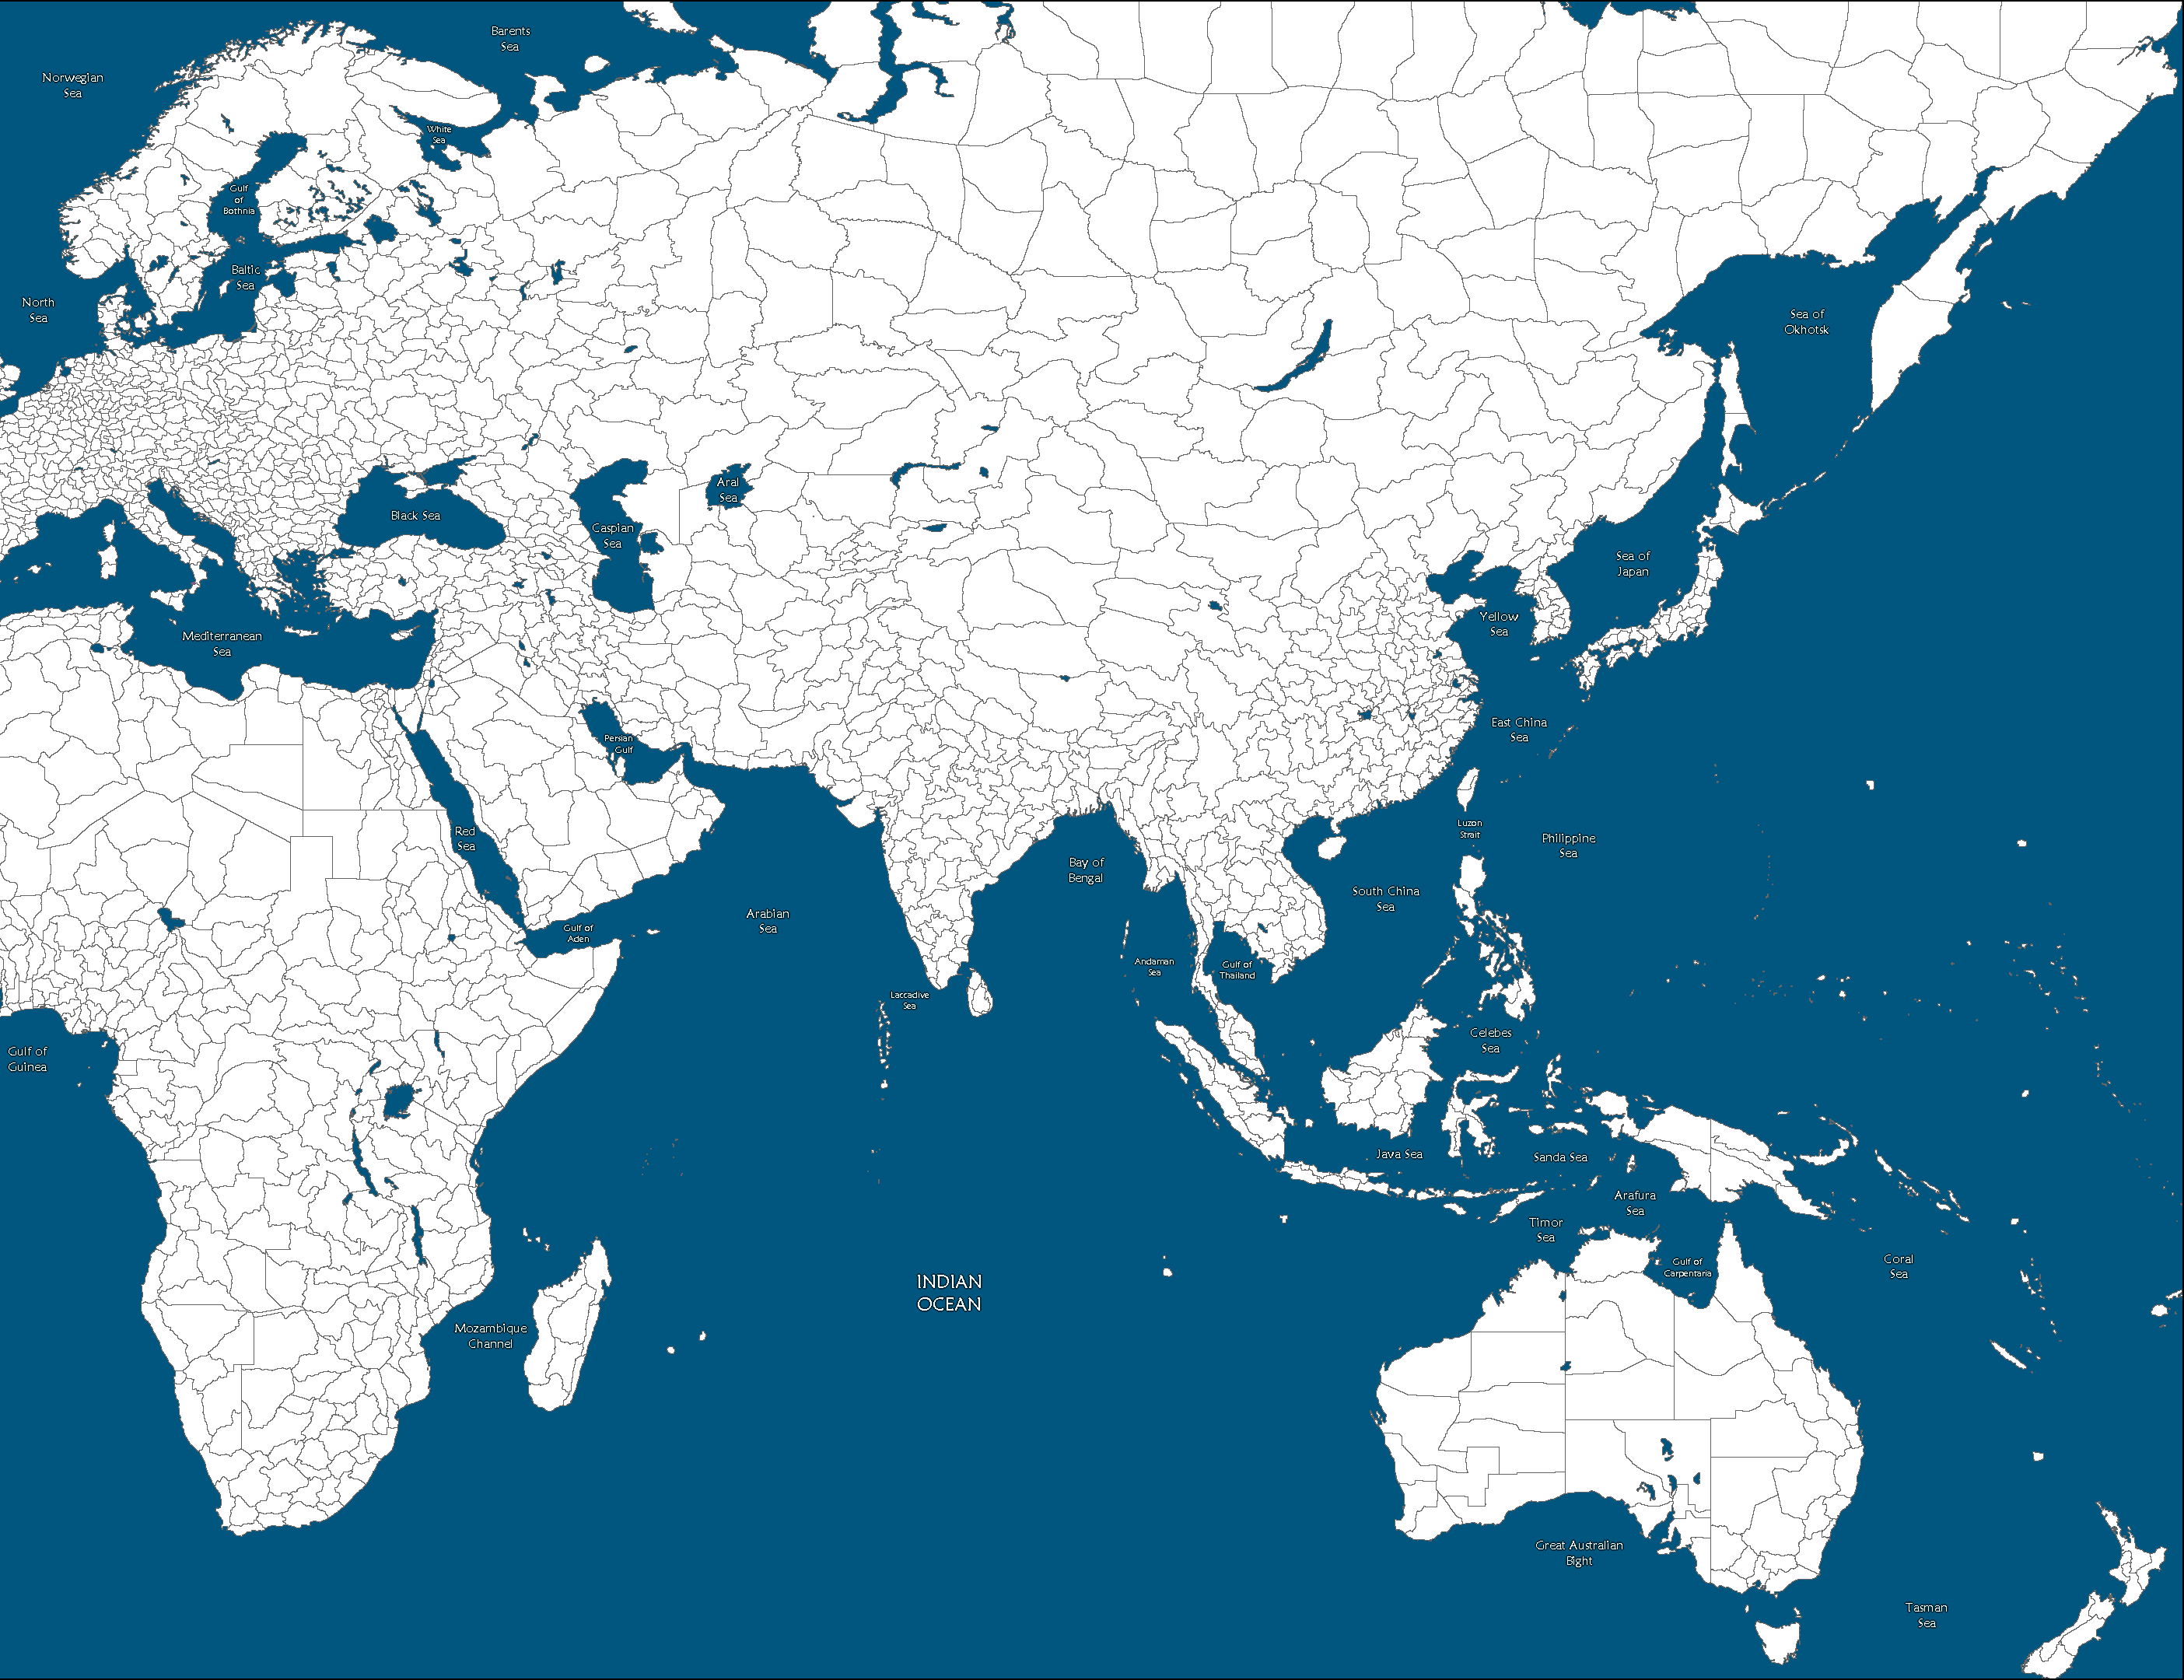 Barents
Sea
Norwegian
Sea
White
Sea
Gulf
of
Bothnia
Baltic
Sea
North
Sea
Sea of
Okhotsk
Aral
Sea
Black Sea
Caspian
Sea
Sea of
Japan
Yellow
Sea
Mediterranean
Sea
East China
Sea
Persian
Gulf
Red
Sea
Luzon
Strait
Philippine
Sea
Bay of
Bengal
South China
Sea
Arabian
Sea
Gulf of
Aden
Andaman
Sea
Gulf of
Thailand
Laccadive
Sea
Celebes
Sea
Gulf of
Guinea
Java Sea
Sanda Sea
Arafura
Sea
Timor
Sea
Gulf of
Carpentaria
Coral
Sea
INDIAN
OCEAN
Mozambique
Channel
Great Australian
Bight
Tasman
Sea